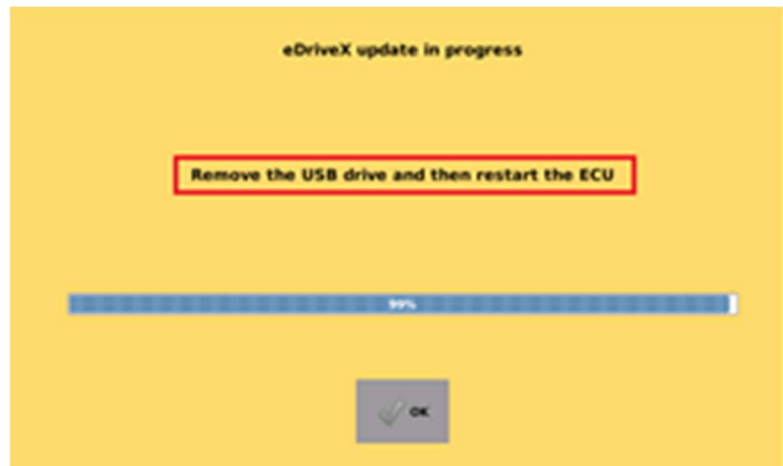 eDriveX update in progress
Remove the USB drive and then restart the ECU
99%
OK